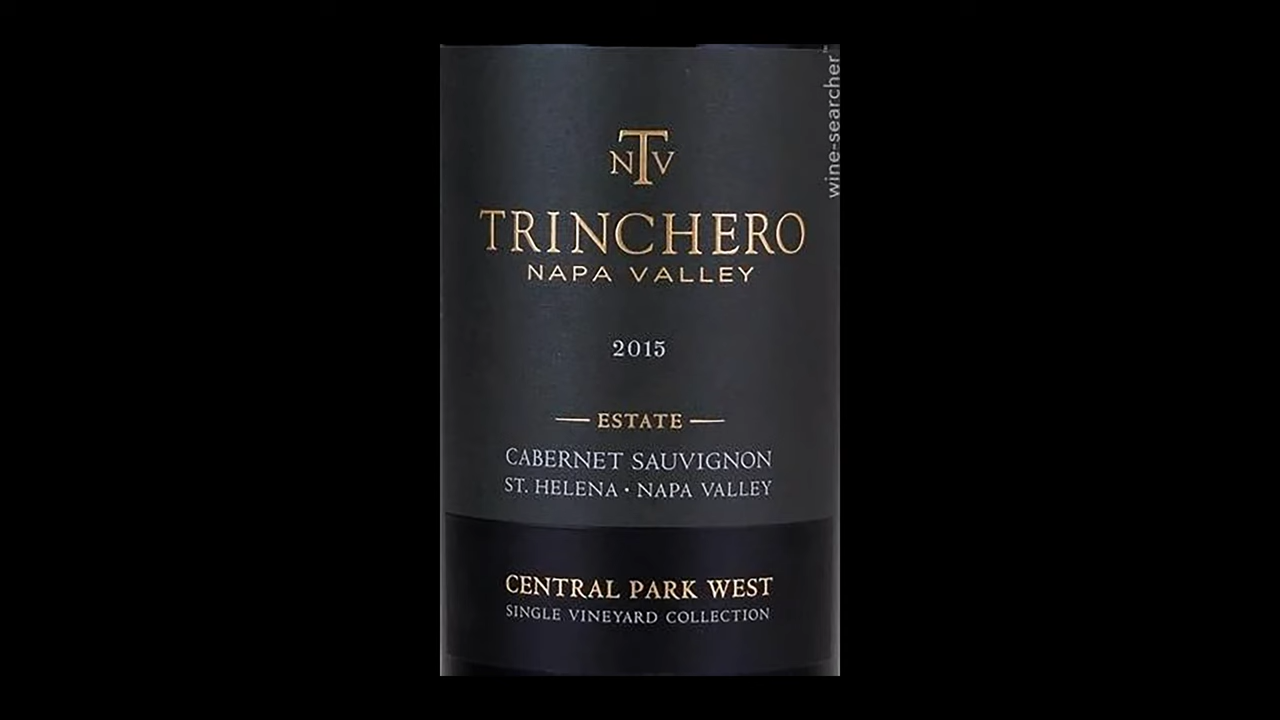 NTV
TRINCHERO
NAPA VALLEY
2015
ESTATE
CABERNET SAUVIGNON
ST. HELENA • NAPA VALLEY
CENTRAL PARK WEST
SINGLE VINEYARD COLLECTION
wine-searcher™